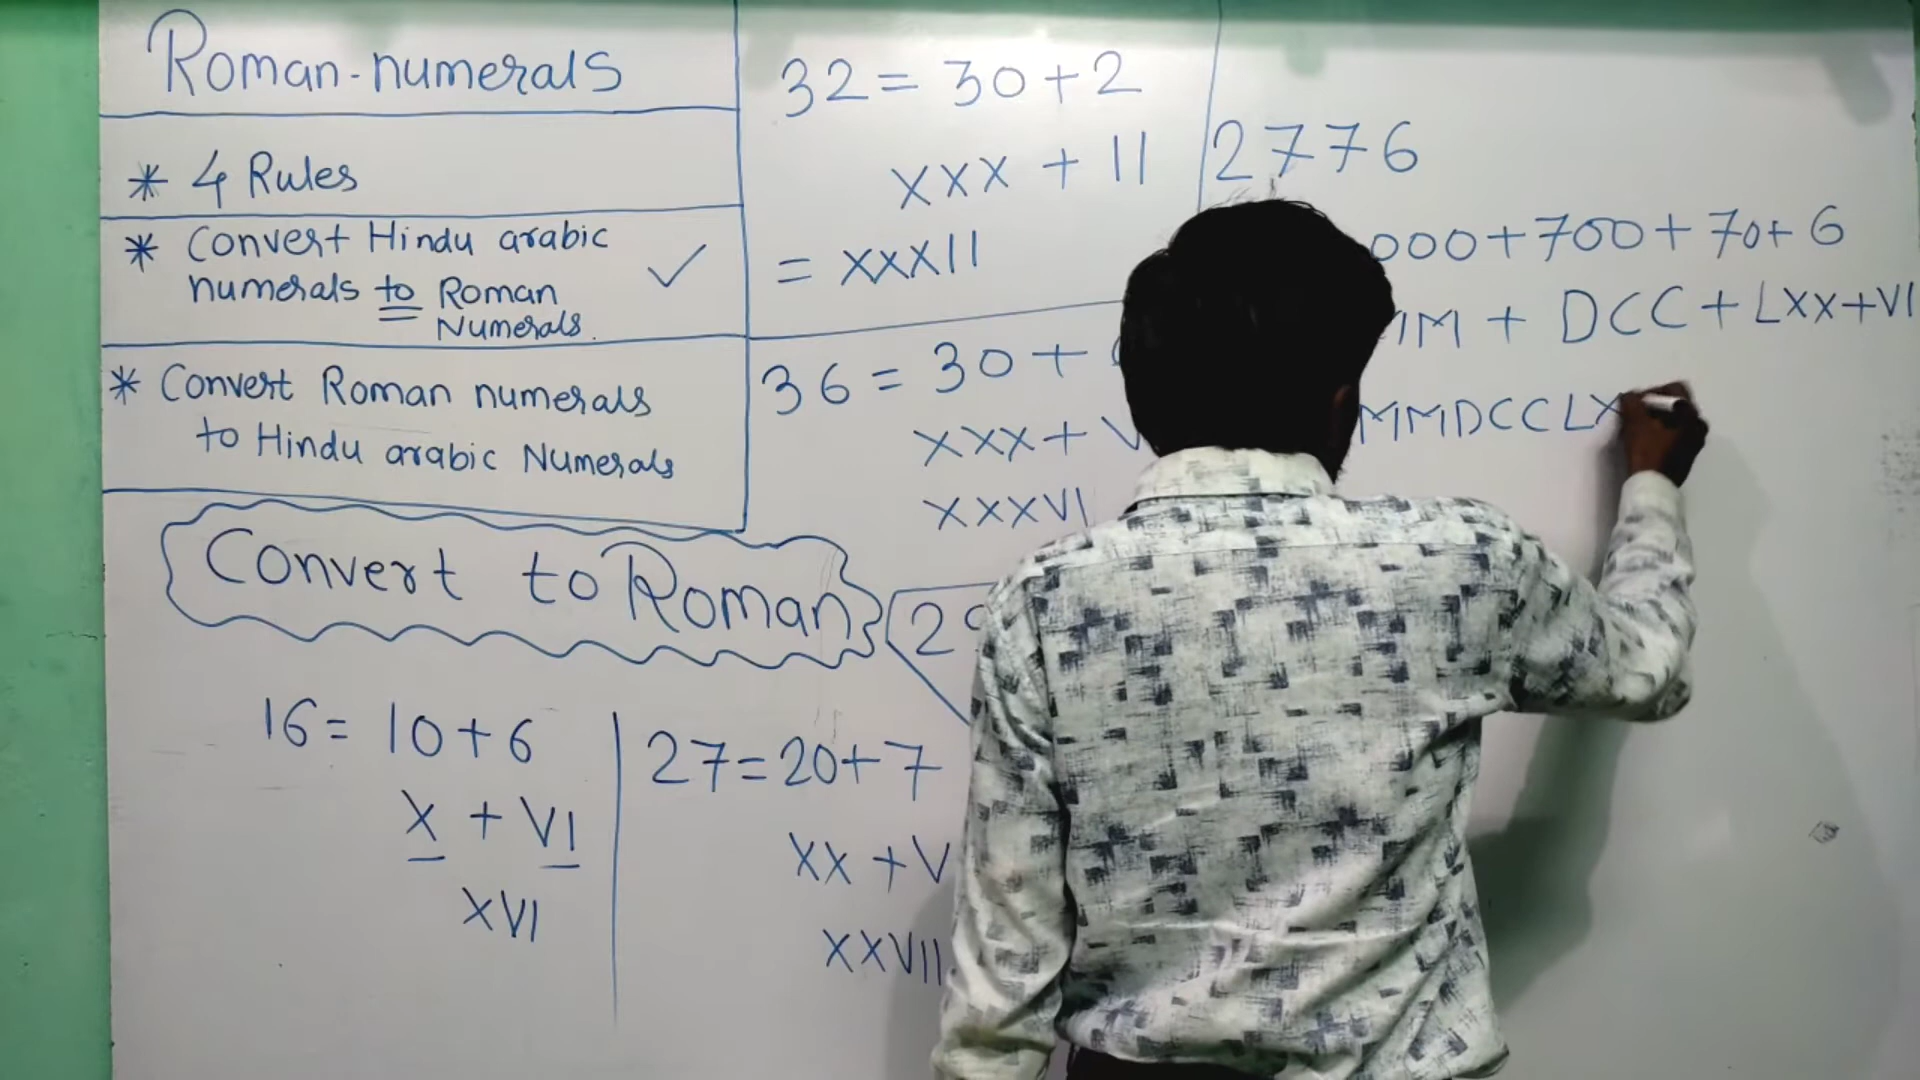 Roman-numerals
* 4 Rules
* Convert Hindu arabic
numerals to Roman
Numerals.
* Convert Roman numerals
to Hindu arabic Numerals
Convert to Roman
16 = 10 + 6
X + VI
XVI
27 = 20 + 7
XX + V
XXVII
32 = 30 + 2
XXX + II
= XXXII
36 = 30 +
XXX + V
XXXVI
2
2776
000 + 700 + 70 + 6
M + DCC + LXX + VI
MMDCCLX